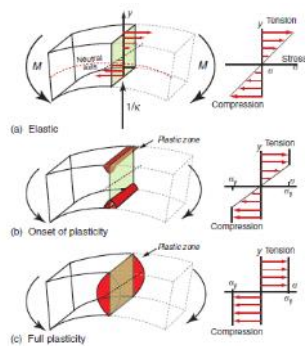 y
Tension
y
M
Neutral
axis
M
Stress
σ
1/κ
Compression
(a) Elastic
Plastic zone
Tension
y
σy
σy
σ
(b) Onset of plasticity
Compression
Plastic zone
Tension
y
σy
σy
σ
(c) Full plasticity
Compression